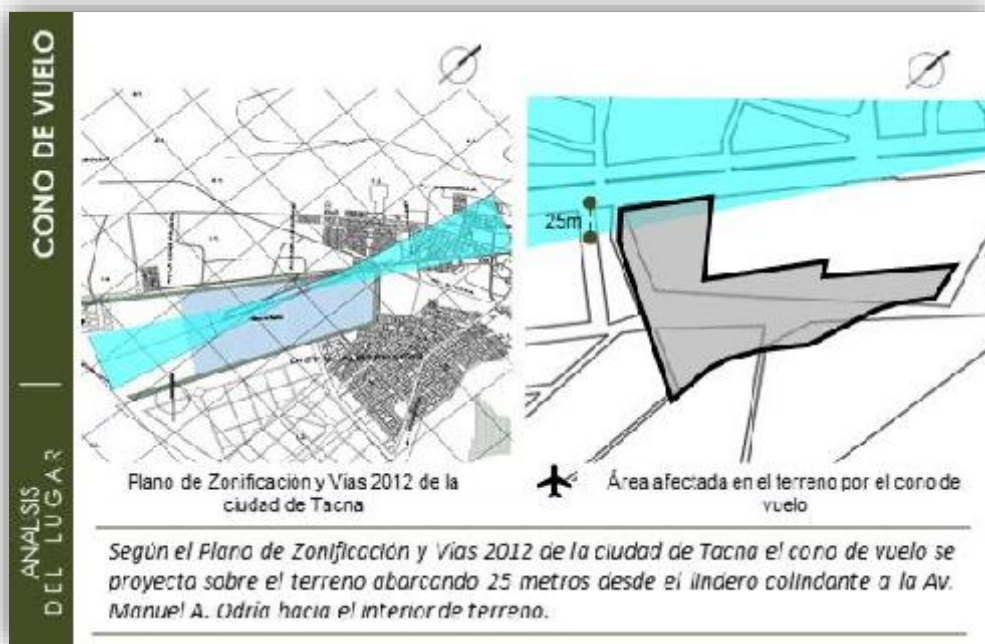 CONO DE VUELO
ANALSIS
DEL LUGAR
25m
Plano de Zonificación y Vias 2012 de la
ciudad de Tacna
Área afectada en el terreno por el cono de
vuelo
Según el Plano de Zonificación y Vías 2012 de la ciudad de Tacna el cono de vuelo se
proyecta sobre el terreno abarcando 25 metros desde el lindero colindante a la Av.
Manuel A. Odría hacia el interior de terreno.